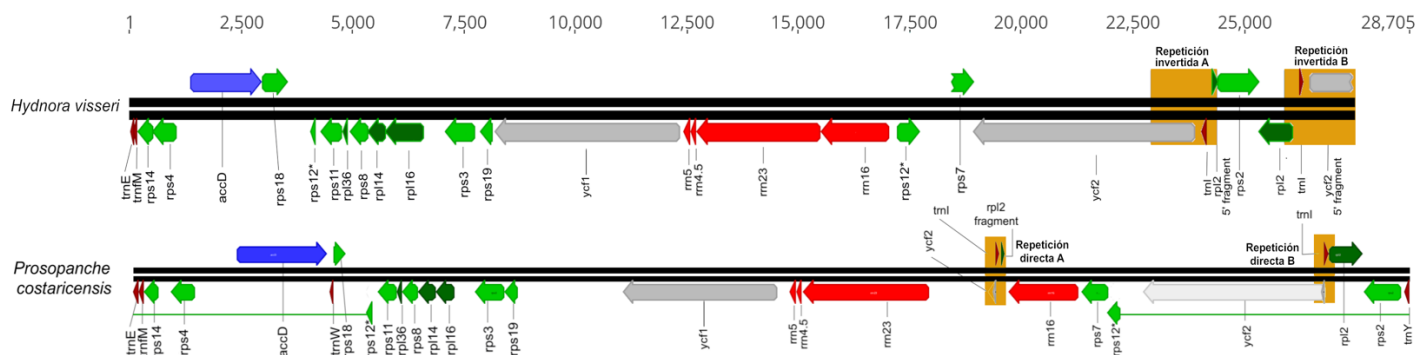 1 2,500 5,000 7,500 10,000 12,500 15,000 17,500 20,000 22,500 25,000 28,705
Repetición
invertida A
Repetición
invertida B
Hydnora visseri
trnE
trnfM
rps14
rps4
accD
rps18
rps12*
rps11
rpl36
rps8
rpl14
rpl16
rps3
rps19
ycf1
rrn5
rrn4.5
rrn23
rrn16
rps12*
rps7
ycf2
trnI
rpl2
5' fragment
rps2
rpl2
trnI
ycf2
5' fragment
trnI
rpl2
fragment
ycf2
Repetición
directa A
trnI
Repetición
directa B
Prosopanche
costaricensis
trnE
rnfM
ps14
rps4
accD
trnW
rps18
ps12*
rps11
rpl36
rps8
rpl14
rpl16
rps3
rps19
ycf1
rrn5
rrn4.5
rrn23
rrn16
rps7
rps12*
ycf2
rpl2
rps2
trnY